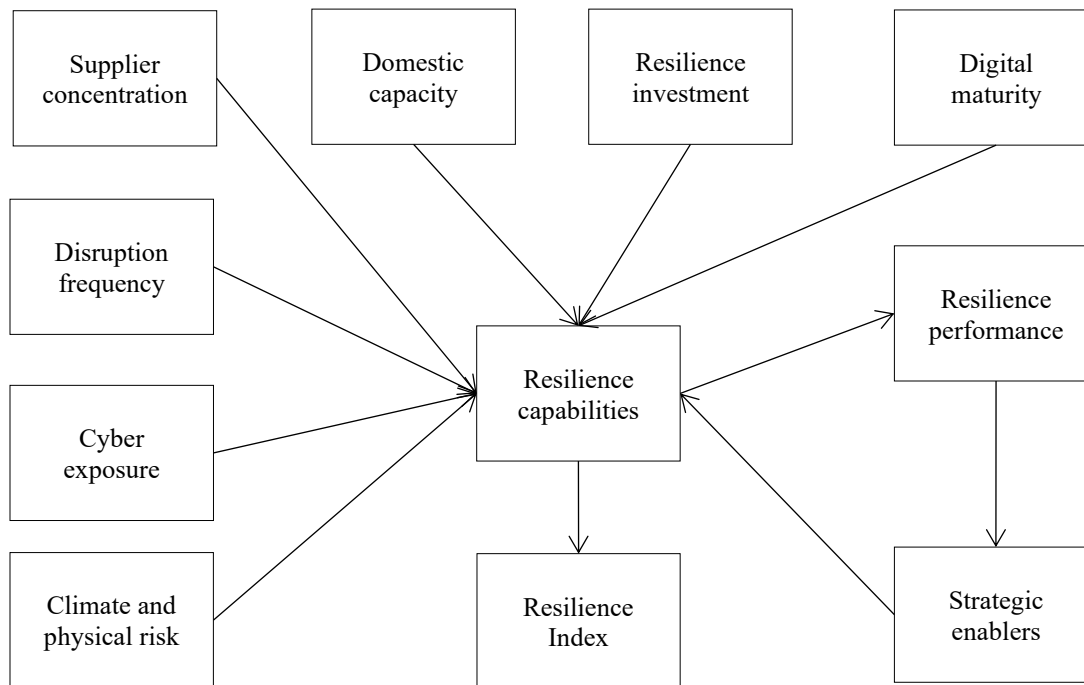 Supplier
concentration
Domestic
capacity
Resilience
investment
Digital
maturity
Disruption
frequency
Resilience
performance
Resilience
capabilities
Cyber
exposure
Climate and
physical risk
Resilience
Index
Strategic
enablers